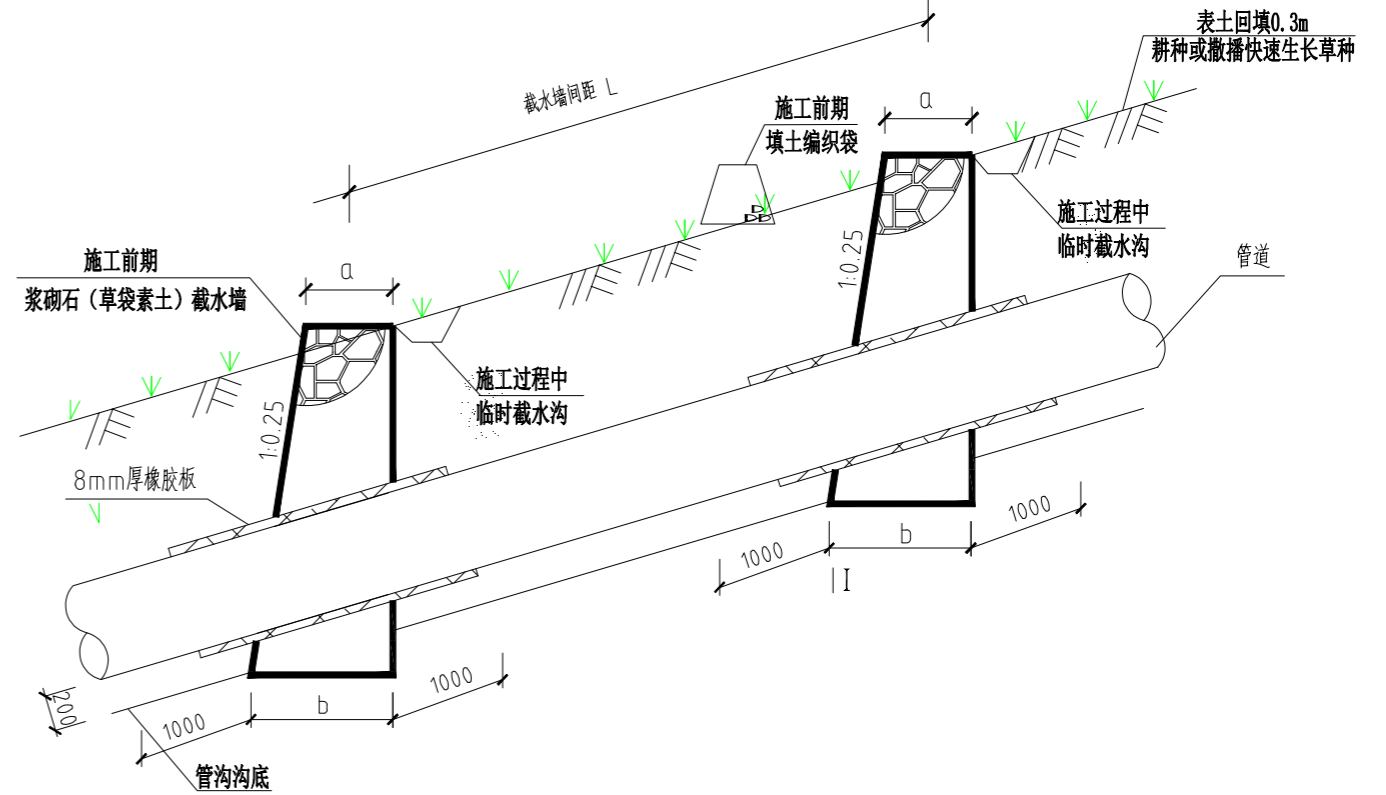 表土回填0.3m
耕种或撒播快速生长草种
截水墙间距 L
施工前期
填土编织袋
a
施工过程中
临时截水沟
管道
1:0.25
施工前期
浆砌石（草袋素土）截水墙
a
施工过程中
临时截水沟
1:0.25
8mm厚橡胶板
1000
b
1000
I
200
1000
b
1000
管沟沟底